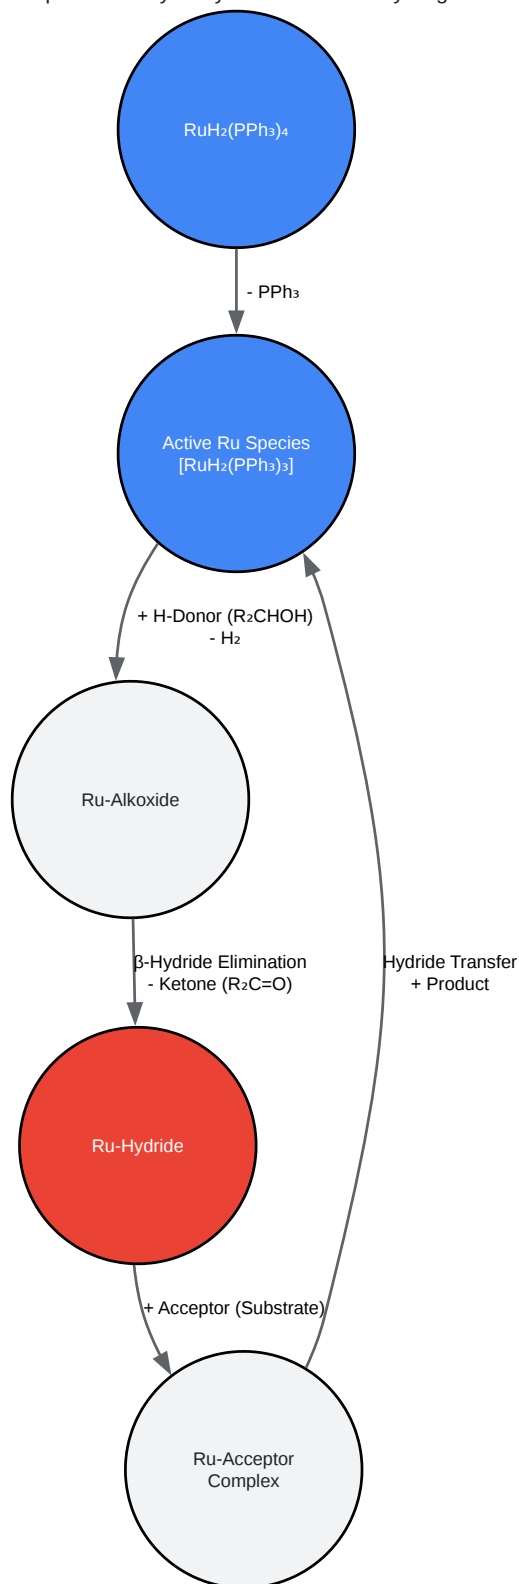 RuH₂(PPh₃)₄
- PPh₃
Active Ru Species
[RuH₂(PPh₃)₃]
+ H-Donor (R₂CHOH)
- H₂
Ru-Alkoxide
β-Hydride Elimination
- Ketone (R₂C=O)
Hydride Transfer
+ Product
Ru-Hydride
+ Acceptor (Substrate)
Ru-Acceptor
Complex